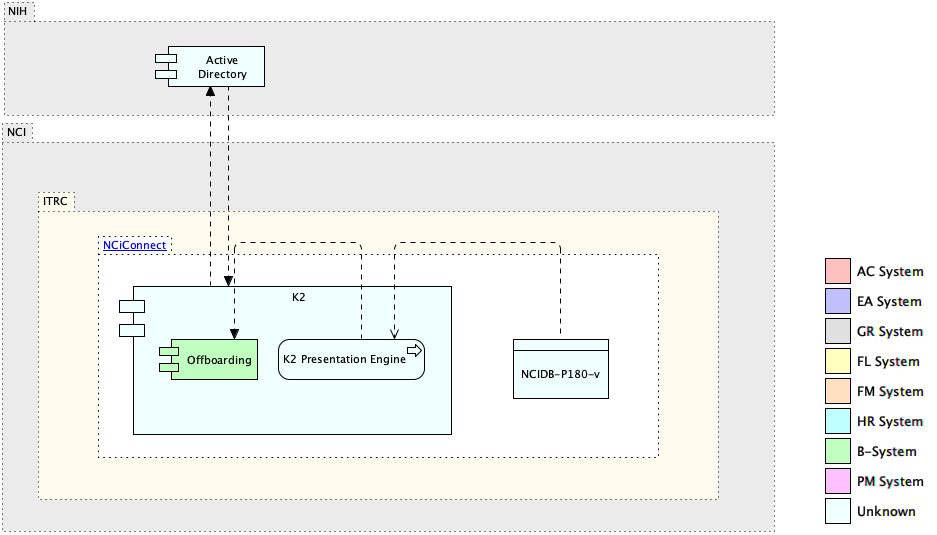 NIH
Active
Directory
NCI
ITRC
NCiConnect
K2
Offboarding
K2 Presentation Engine
NCIDB-P180-v
AC System
EA System
GR System
FL System
FM System
HR System
B-System
PM System
Unknown